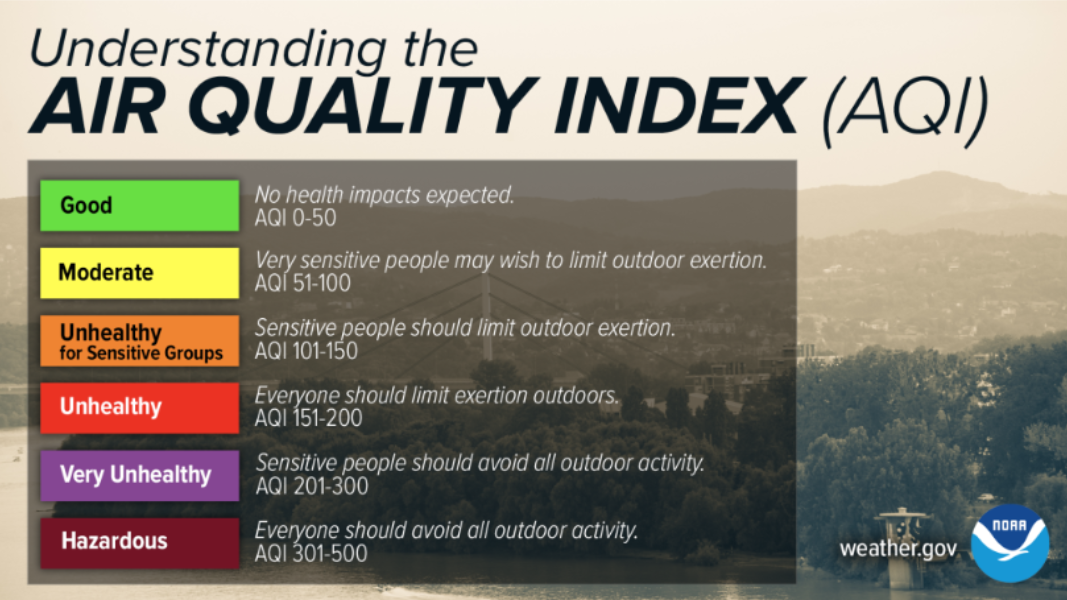 Understanding the
AIR QUALITY INDEX (AQI)
Good
No health impacts expected.
AQI 0-50
Moderate
Very sensitive people may wish to limit outdoor exertion.
AQI 51-100
Unhealthy
for Sensitive Groups
Sensitive people should limit outdoor exertion.
AQI 101-150
Unhealthy
Everyone should limit exertion outdoors.
AQI 151-200
Very Unhealthy
Sensitive people should avoid all outdoor activity.
AQI 201-300
Hazardous
Everyone should avoid all outdoor activity.
AQI 301-500
weather.gov
NOAA